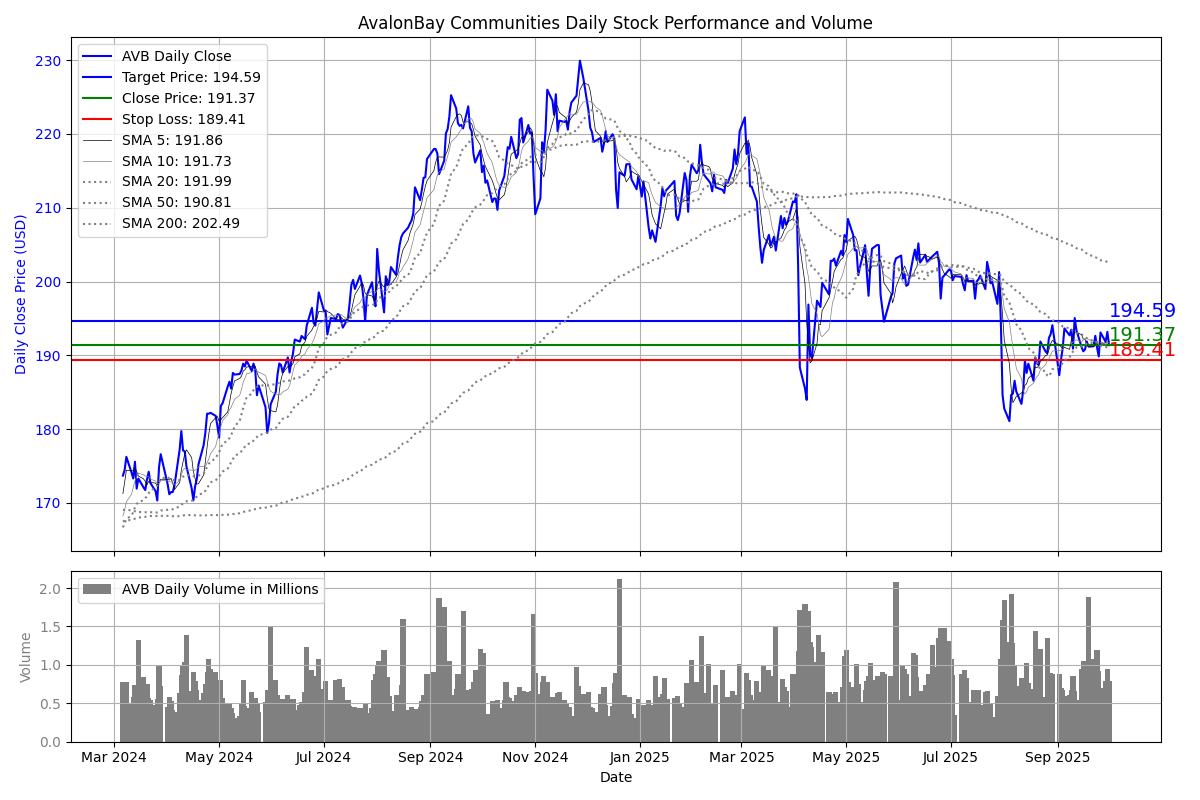 AvalonBay Communities Daily Stock Performance and Volume
AVB Daily Close
Target Price: 194.59
Close Price: 191.37
Stop Loss: 189.41
SMA 5: 191.86
SMA 10: 191.73
SMA 20: 191.99
SMA 50: 190.81
SMA 200: 202.49
Daily Close Price (USD)
230
220
210
200
190
180
170
194.59
191.37
189.41
AVB Daily Volume in Millions
Volume
2.0
1.5
1.0
0.5
0.0
Mar 2024
May 2024
Jul 2024
Sep 2024
Nov 2024
Jan 2025
Mar 2025
May 2025
Jul 2025
Sep 2025
Date